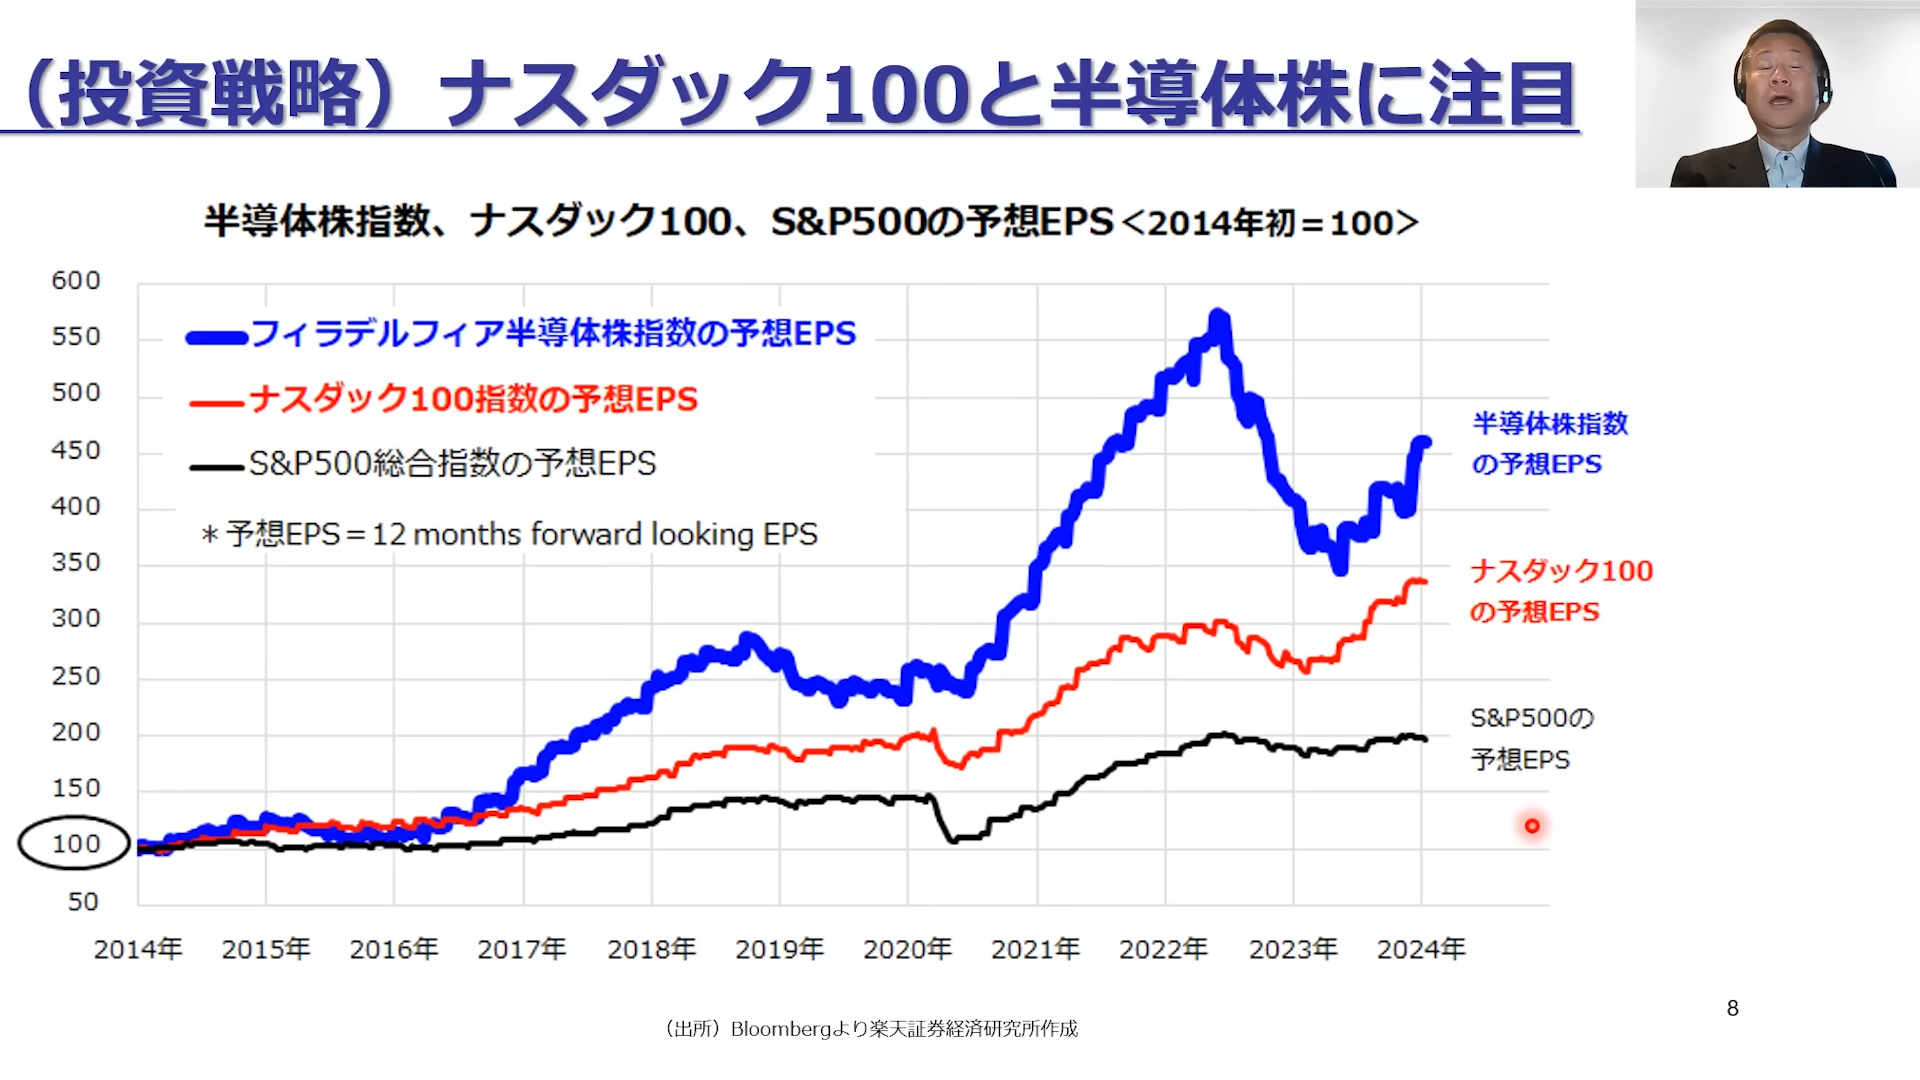 （投資戦略）ナスダック100と半導体株に注目
半導体株指数、ナスダック100、S&P500の予想EPS＜2014年初＝100＞
600
550
500
450
400
350
300
250
200
150
100
50
フィラデルフィア半導体株指数の予想EPS
ナスダック100指数の予想EPS
S&P500総合指数の予想EPS
＊予想EPS＝12 months forward looking EPS
半導体株指数
の予想EPS
ナスダック100
の予想EPS
S&P500の
予想EPS
2014年 2015年 2016年 2017年 2018年 2019年 2020年 2021年 2022年 2023年 2024年
（出所）Bloombergより楽天証券経済研究所作成
8